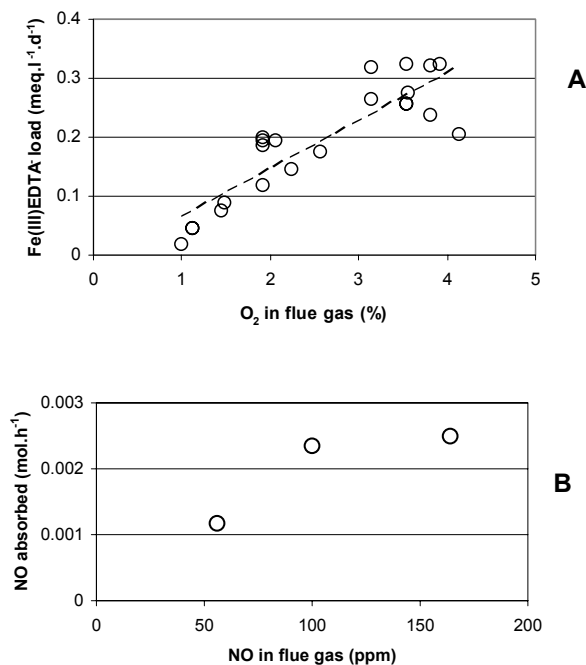 0.4
0.3
0.2
0.1
0
Fe(III)EDTA⁻ load (meq.l⁻¹.d⁻¹)
A
0 1 2 3 4 5
O₂ in flue gas (%)
0.003
0.002
0.001
0
NO absorbed (mol.h⁻¹)
B
0 50 100 150 200
NO in flue gas (ppm)